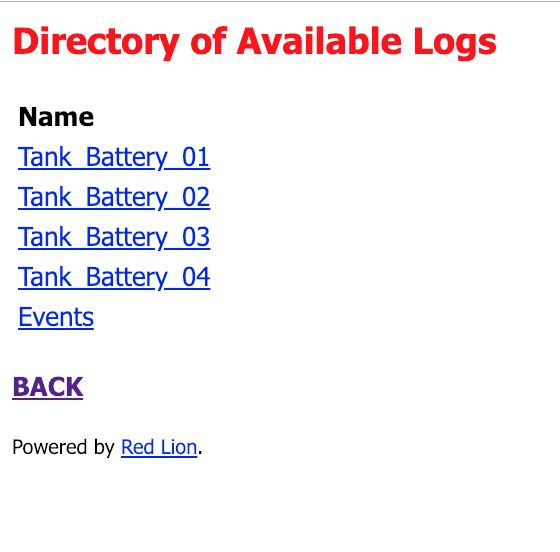 Directory of Available Logs
Name
Tank_Battery_01
Tank_Battery_02
Tank_Battery_03
Tank_Battery_04
Events
BACK
Powered by Red Lion.